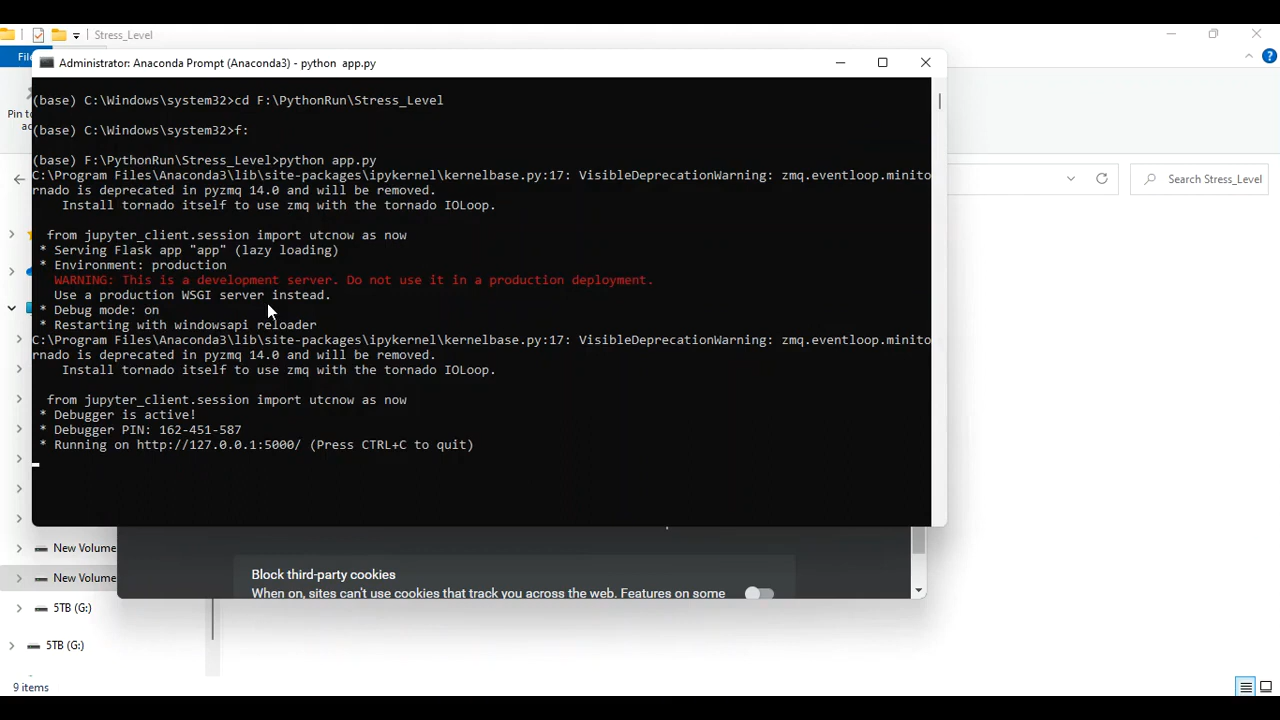 Stress_Level
Fil
Administrator: Anaconda Prompt (Anaconda3) - python  app.py
Pin to
(base) C:\Windows\system32>cd F:\PythonRun\Stress_Level
(base) C:\Windows\system32>f:
(base) F:\PythonRun\Stress_Level>python app.py
C:\Program Files\Anaconda3\lib\site-packages\ipykernel\kernelbase.py:17: VisibleDeprecationWarning: zmq.eventloop.minito
rnado is deprecated in pyzmq 14.0 and will be removed.
Install tornado itself to use zmq with the tornado IOLoop.
from jupyter_client.session import utcnow as now
* Serving Flask app "app" (lazy loading)
* Environment: production
WARNING: This is a development server. Do not use it in a production deployment.
Use a production WSGI server instead.
* Debug mode: on
* Restarting with windowsapi reloader
C:\Program Files\Anaconda3\lib\site-packages\ipykernel\kernelbase.py:17: VisibleDeprecationWarning: zmq.eventloop.minito
rnado is deprecated in pyzmq 14.0 and will be removed.
Install tornado itself to use zmq with the tornado IOLoop.
from jupyter_client.session import utcnow as now
* Debugger is active!
* Debugger PIN: 162-451-587
* Running on http://127.0.0.1:5000/ (Press CTRL+C to quit)
Search Stress_Level
New Volume
New Volume
5TB (G:)
5TB (G:)
Block third-party cookies
When on, sites can't use cookies that track you across the web. Features on some
9 items